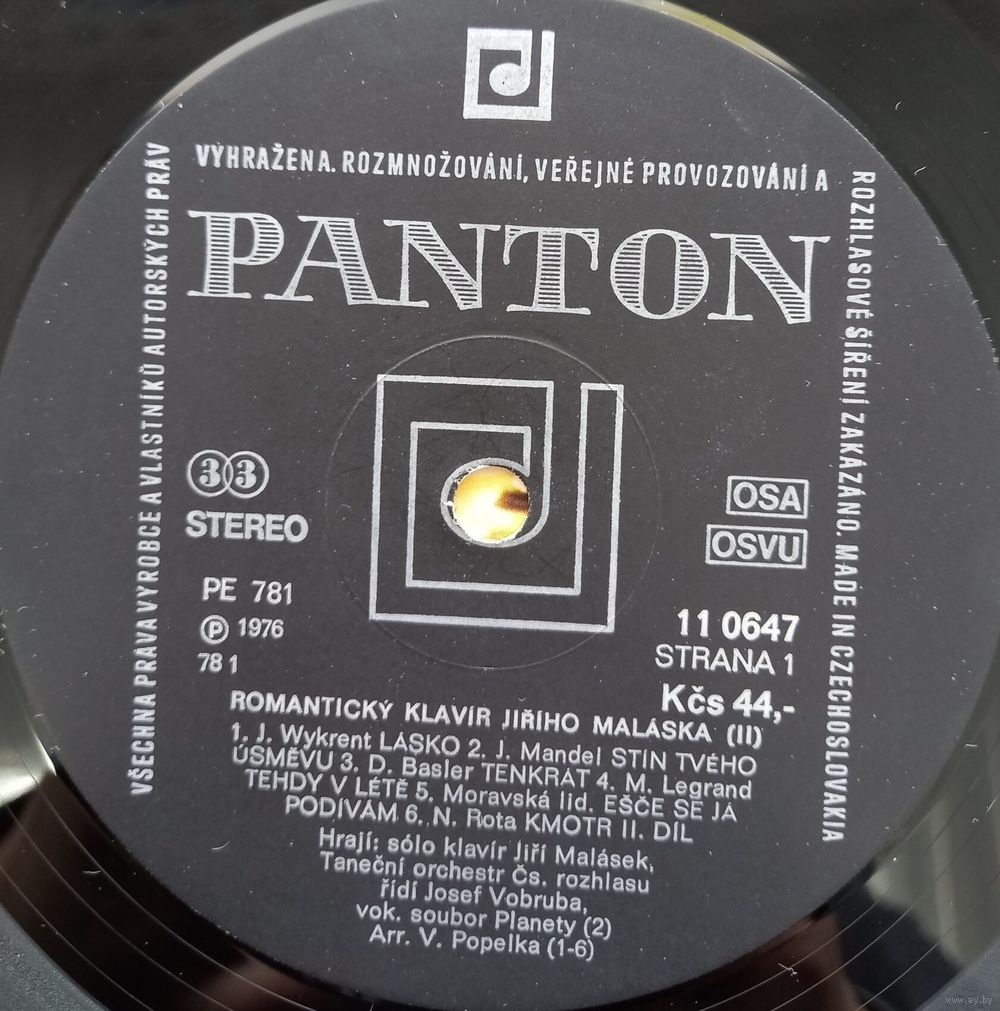 VŠECHNA PRÁVA VÝROBCE A VLASTNÍKŮ AUTORSKÝCH PRÁV
VYHRAŽENA. ROZMNOŽOVÁNÍ, VEŘEJNÉ PROVOZOVÁNÍ A
ROZHLASOVÉ ŠÍŘENÍ ZAKÁZÁNO. MADE IN CZECHOSLOVAKIA
PANTON
33
STEREO
OSA
OSVU
PE 781
℗ 1976
78 1
11 0647
STRANA 1
Kčs 44,-
ROMANTICKÝ KLAVÍR JIŘÍHO MALÁSKA (II)
1. J. Wykrent LÁSKO 2. J. Mandel STÍN TVÉHO
ÚSMĚVU 3. D. Basler TENKRÁT 4. M. Legrand
TEHDY V LÉTĚ 5. Moravská lid. EŠČE SE JÁ
PODÍVÁM 6. N. Rota KMOTR II. DÍL
Hrají: sólo klavír Jiří Malásek,
Taneční orchestr Čs. rozhlasu
řídí Josef Vobruba,
vok. soubor Planety (2)
Arr. V. Popelka (1-6)
www.ay.by